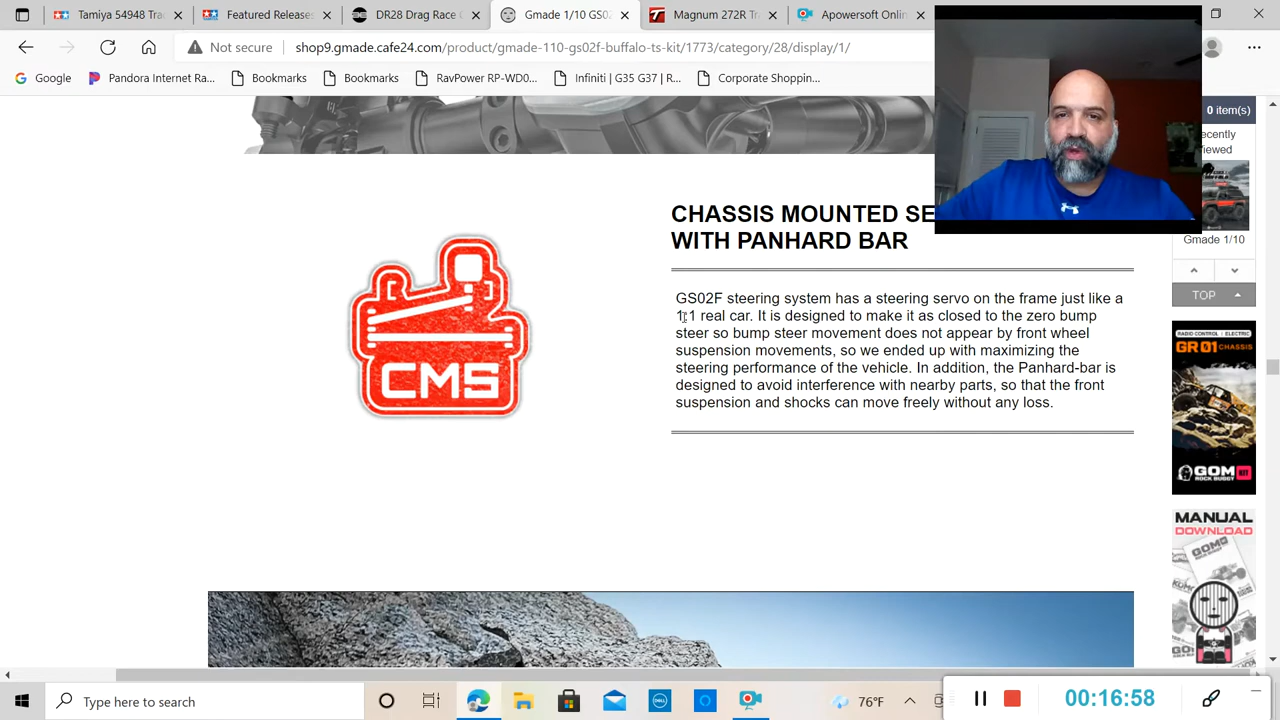 Tamiya 54948 Tra
Featured Releases
DR28 Drag Race C
Gmade 1/10 GS02
Magnum 272R Tr
Apowersoft Onlin
Not secure
shop9.gmade.cafe24.com/product/gmade-110-gs02f-buffalo-ts-kit/1773/category/28/display/1/
Google
Pandora Internet Ra...
Bookmarks
Bookmarks
RavPower RP-WD0...
Infiniti | G35 G37 | R...
Corporate Shoppin...
0 item(s)
ecently
iewed
Gmade 1/10
TOP
CHASSIS MOUNTED SE
WITH PANHARD BAR
GS02F steering system has a steering servo on the frame just like a
1:1 real car. It is designed to make it as closed to the zero bump
steer so bump steer movement does not appear by front wheel
suspension movements, so we ended up with maximizing the
steering performance of the vehicle. In addition, the Panhard-bar is
designed to avoid interference with nearby parts, so that the front
suspension and shocks can move freely without any loss.
CMS
RADIO CONTROL | ELECTRIC
GR01 CHASSIS
GOM
ROCK BUGGY
MANUAL
DOWNLOAD
Type here to search
DELL
76°F
00:16:58